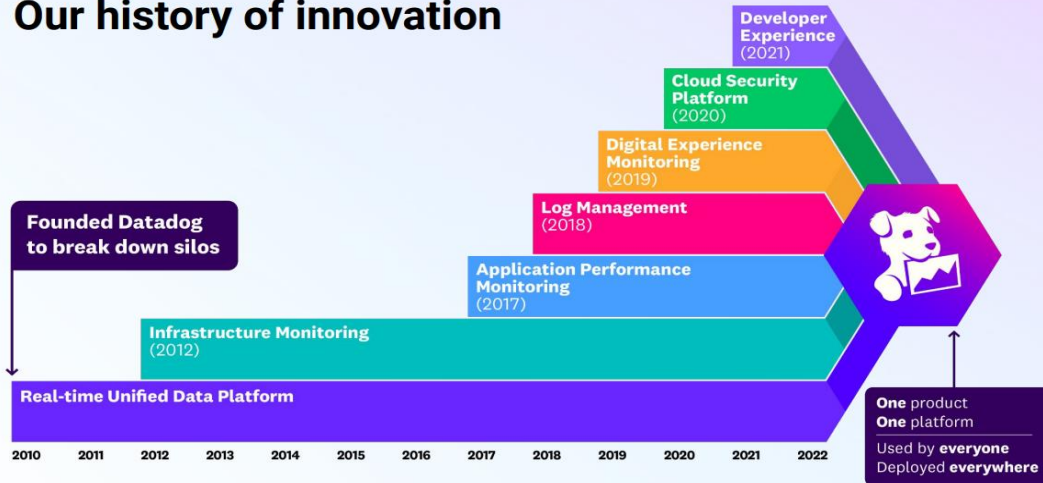 Our history of innovation
Developer
Experience
(2021)
Cloud Security
Platform
(2020)
Digital Experience
Monitoring
(2019)
Log Management
(2018)
Founded Datadog
to break down silos
Application Performance
Monitoring
(2017)
Infrastructure Monitoring
(2012)
Real-time Unified Data Platform
One product
One platform
Used by everyone
Deployed everywhere
2010 2011 2012 2013 2014 2015 2016 2017 2018 2019 2020 2021 2022